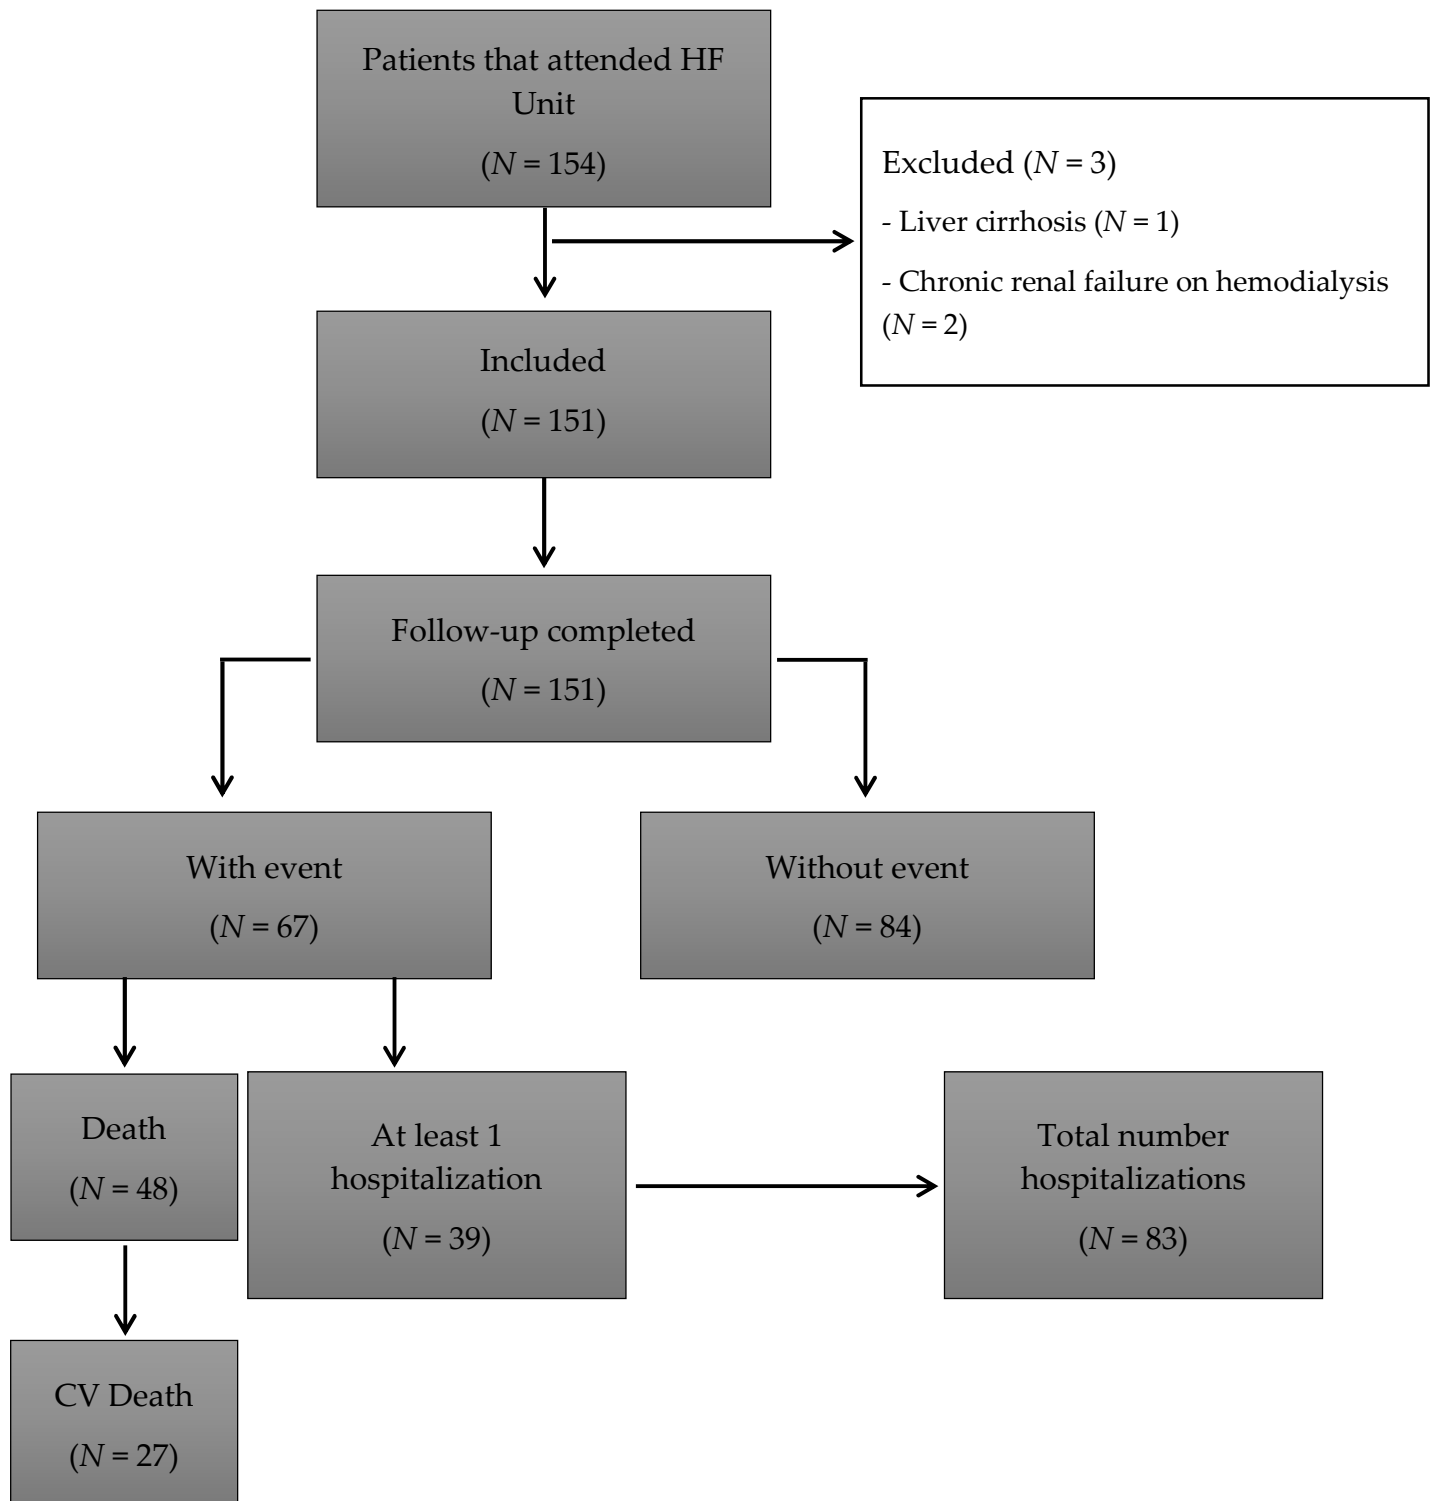 Patients that attended HF
Unit
(N = 154)
Excluded (N = 3)
- Liver cirrhosis (N = 1)
- Chronic renal failure on hemodialysis
(N = 2)
Included
(N = 151)
Follow-up completed
(N = 151)
With event
(N = 67)
Without event
(N = 84)
Death
(N = 48)
At least 1
hospitalization
(N = 39)
Total number
hospitalizations
(N = 83)
CV Death
(N = 27)